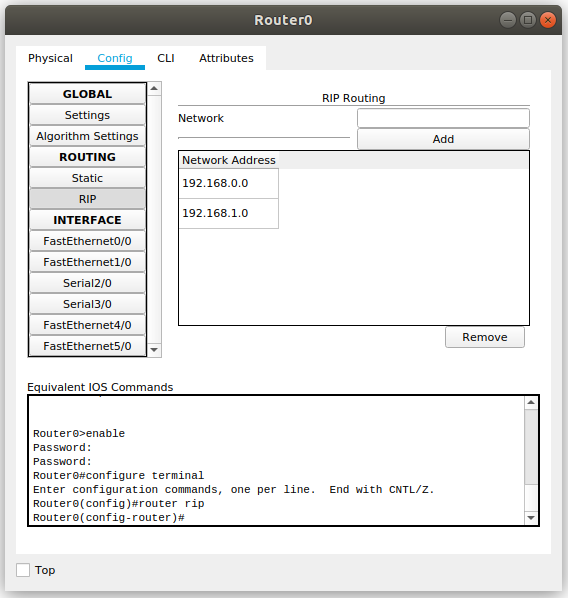 Router0
Physical
Config
CLI
Attributes
GLOBAL
Settings
Algorithm Settings
ROUTING
Static
RIP
INTERFACE
FastEthernet0/0
FastEthernet1/0
Serial2/0
Serial3/0
FastEthernet4/0
FastEthernet5/0
RIP Routing
Network
Add
Network Address
192.168.0.0
192.168.1.0
Remove
Equivalent IOS Commands
Router0>enable
Password:
Password:
Router0#configure terminal
Enter configuration commands, one per line.  End with CNTL/Z.
Router0(config)#router rip
Router0(config-router)#
Top